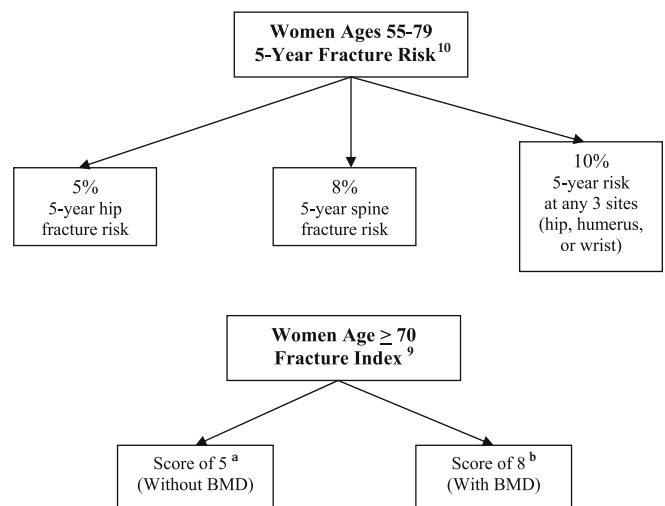 Women Ages 55-79
5-Year Fracture Risk10
5%
5-year hip
fracture risk
8%
5-year spine
fracture risk
10%
5-year risk
at any 3 sites
(hip, humerus,
or wrist)
Women Age ≥ 70
Fracture Index 9
Score of 5 a
(Without BMD)
Score of 8 b
(With BMD)